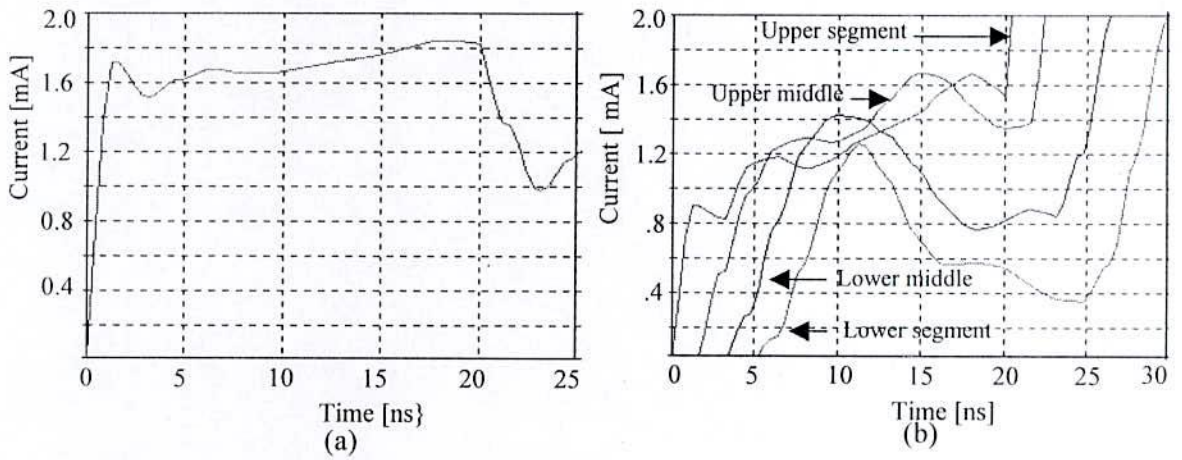 2.0
1.6
1.2
0.8
0.4
0
Current [mA]
0 5 10 15 20 25
Time [ns}
(a)
2.0
1.6
1.2
.8
.4
Current [ mA]
Upper segment
Upper middle
Lower middle
Lower segment
0 5 10 15 20 25 30
Time [ns]
(b)